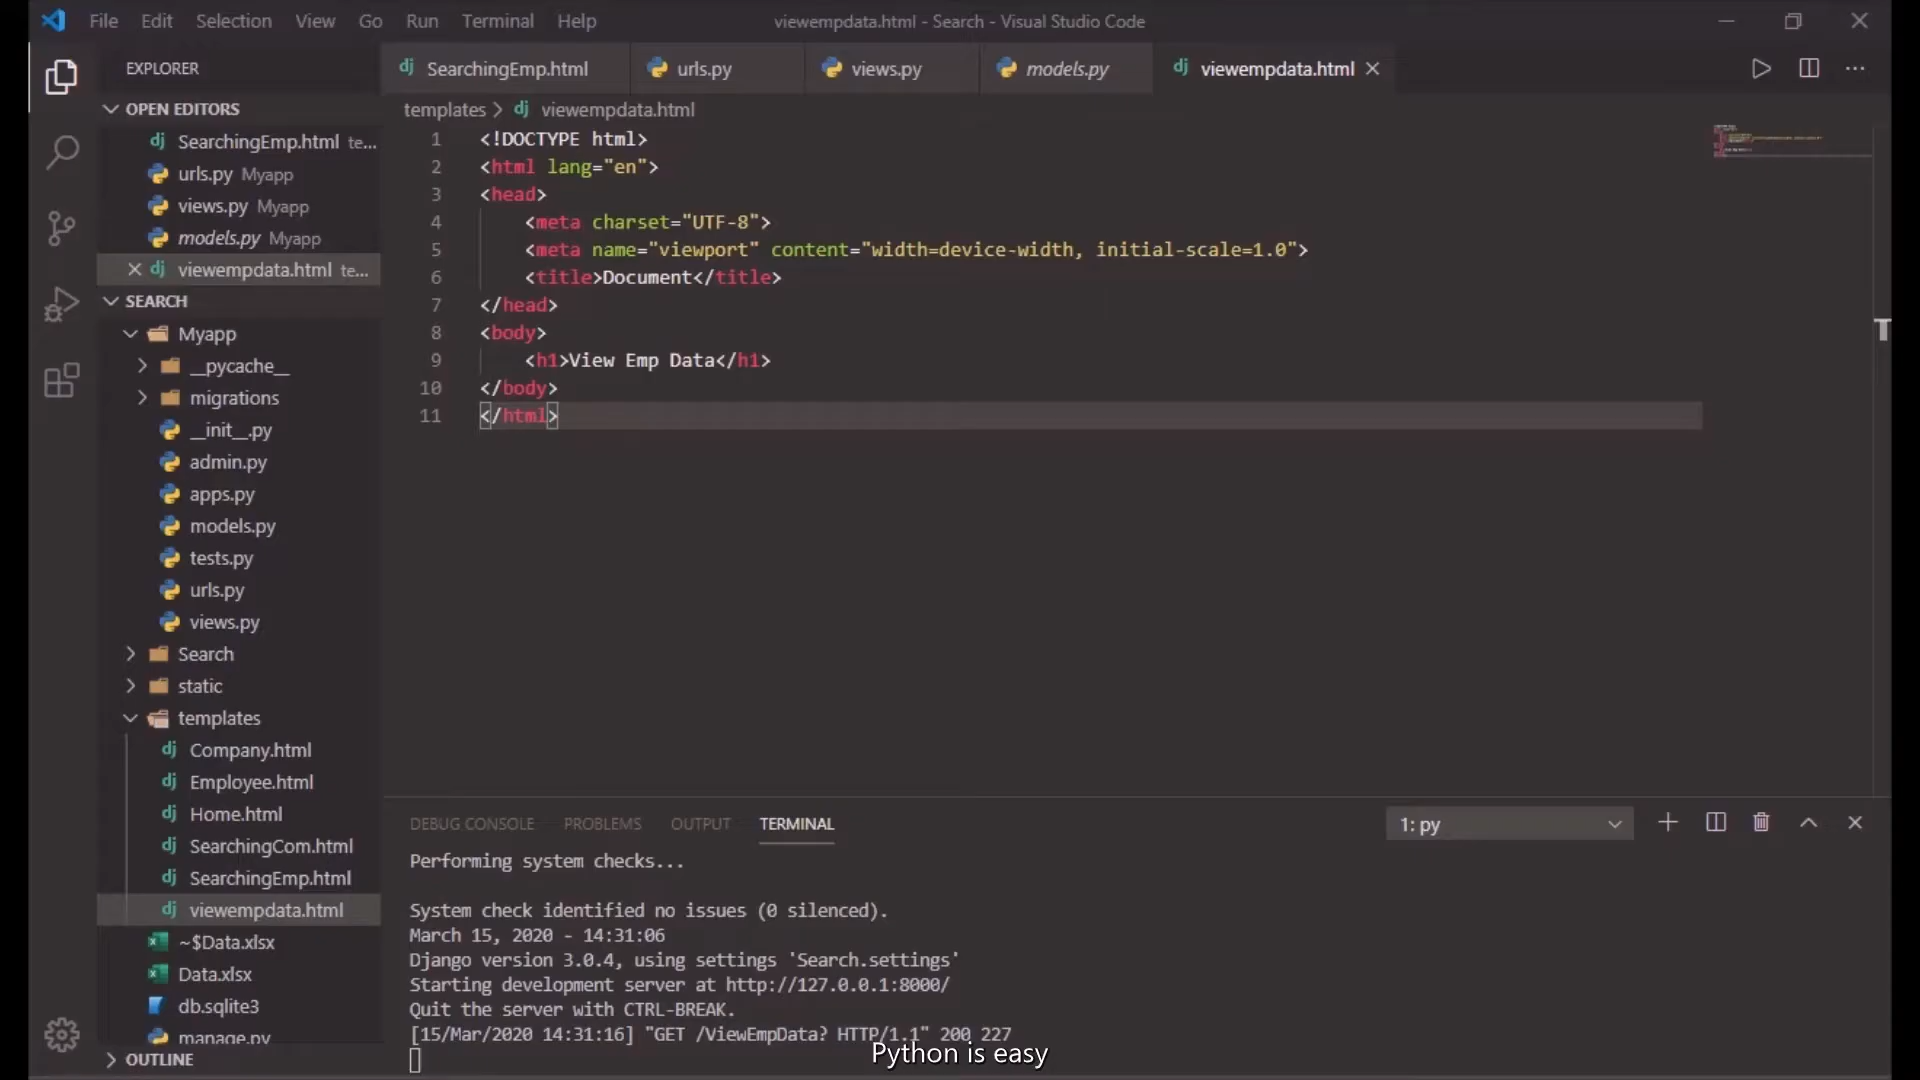 File Edit Selection View Go Run Terminal Help
viewempdata.html - Search - Visual Studio Code
EXPLORER
OPEN EDITORS
SearchingEmp.html te...
urls.py Myapp
views.py Myapp
models.py Myapp
viewempdata.html te...
SEARCH
Myapp
__pycache__
migrations
__init__.py
admin.py
apps.py
models.py
tests.py
urls.py
views.py
Search
static
templates
Company.html
Employee.html
Home.html
SearchingCom.html
SearchingEmp.html
viewempdata.html
~$Data.xlsx
Data.xlsx
db.sqlite3
manage.py
OUTLINE
SearchingEmp.html urls.py views.py models.py viewempdata.html
templates > viewempdata.html
1 <!DOCTYPE html>
2 <html lang="en">
3 <head>
4 <meta charset="UTF-8">
5 <meta name="viewport" content="width=device-width, initial-scale=1.0">
6 <title>Document</title>
7 </head>
8 <body>
9 <h1>View Emp Data</h1>
10 </body>
11 </html>
DEBUG CONSOLE PROBLEMS OUTPUT TERMINAL
1: py
Performing system checks...
System check identified no issues (0 silenced).
March 15, 2020 - 14:31:06
Django version 3.0.4, using settings 'Search.settings'
Starting development server at http://127.0.0.1:8000/
Quit the server with CTRL-BREAK.
[15/Mar/2020 14:31:16] "GET /ViewEmpData? HTTP/1.1" 200 227
Python is easy